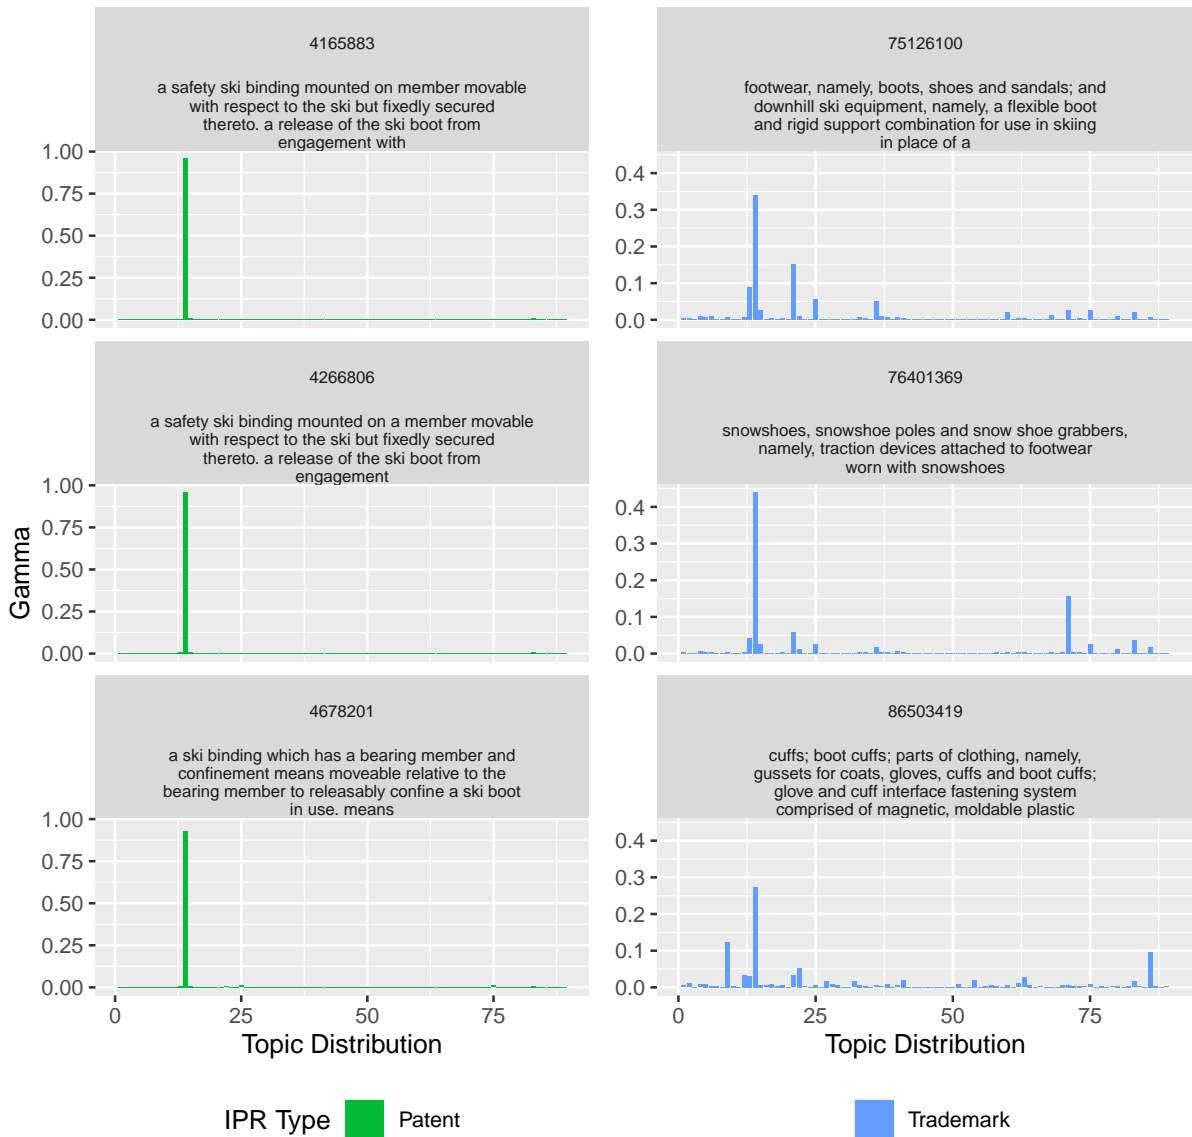 4165883
a safety ski binding mounted on member movable
with respect to the ski but fixedly secured
thereto. a release of the ski boot from
engagement with
1.00
0.75
0.50
0.25
0.00
75126100
footwear, namely, boots, shoes and sandals; and
downhill ski equipment, namely, a flexible boot
and rigid support combination for use in skiing
in place of a
0.4
0.3
0.2
0.1
0.0
4266806
a safety ski binding mounted on a member movable
with respect to the ski but fixedly secured
thereto. a release of the ski boot from
engagement
1.00
0.75
0.50
0.25
0.00
76401369
snowshoes, snowshoe poles and snow shoe grabbers,
namely, traction devices attached to footwear
worn with snowshoes
0.4
0.3
0.2
0.1
0.0
4678201
a ski binding which has a bearing member and
confinement means moveable relative to the
bearing member to releasably confine a ski boot
in use. means
1.00
0.75
0.50
0.25
0.00
86503419
cuffs; boot cuffs; parts of clothing, namely,
gussets for coats, gloves, cuffs and boot cuffs;
glove and cuff interface fastening system
comprised of magnetic, moldable plastic
0.4
0.3
0.2
0.1
0.0
Gamma
0 25 50 75
0 25 50 75
Topic Distribution
Topic Distribution
IPR Type Patent Trademark